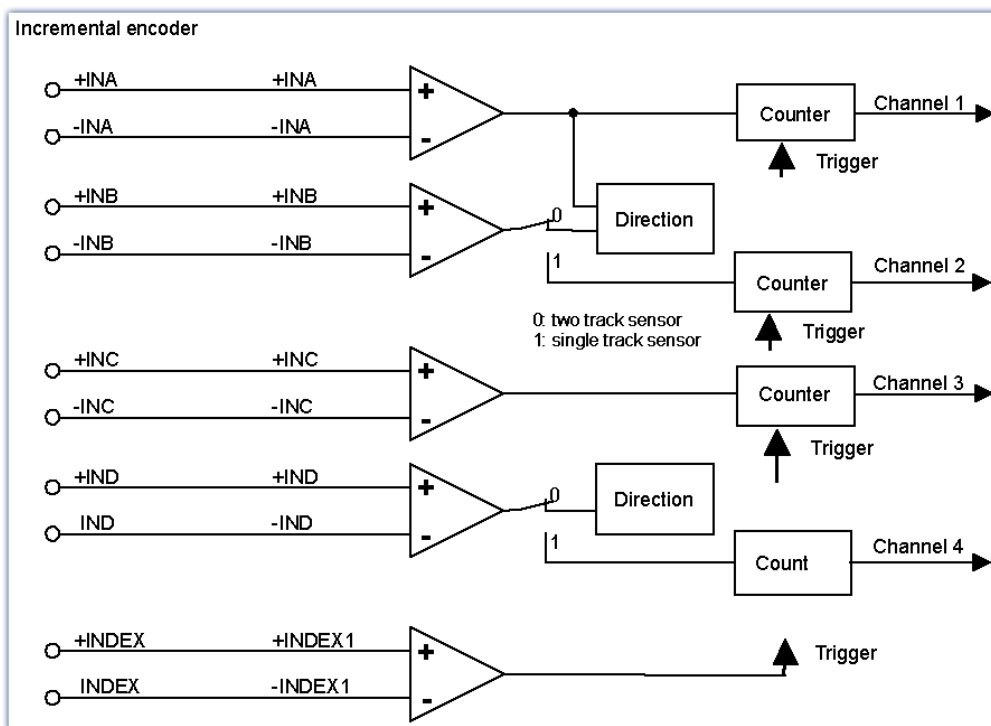 Incremental encoder
+INA
+INA
-INA
-INA
Counter
Channel 1
Trigger
+INB
+INB
-INB
-INB
0
Direction
1
Counter
Channel 2
Trigger
0: two track sensor
1: single track sensor
+INC
+INC
-INC
-INC
Counter
Channel 3
Trigger
+IND
+IND
IND
-IND
0
Direction
1
Count
Channel 4
+INDEX
+INDEX1
INDEX
-INDEX1
Trigger
+
-
+
-
+
-
+
-
+
-